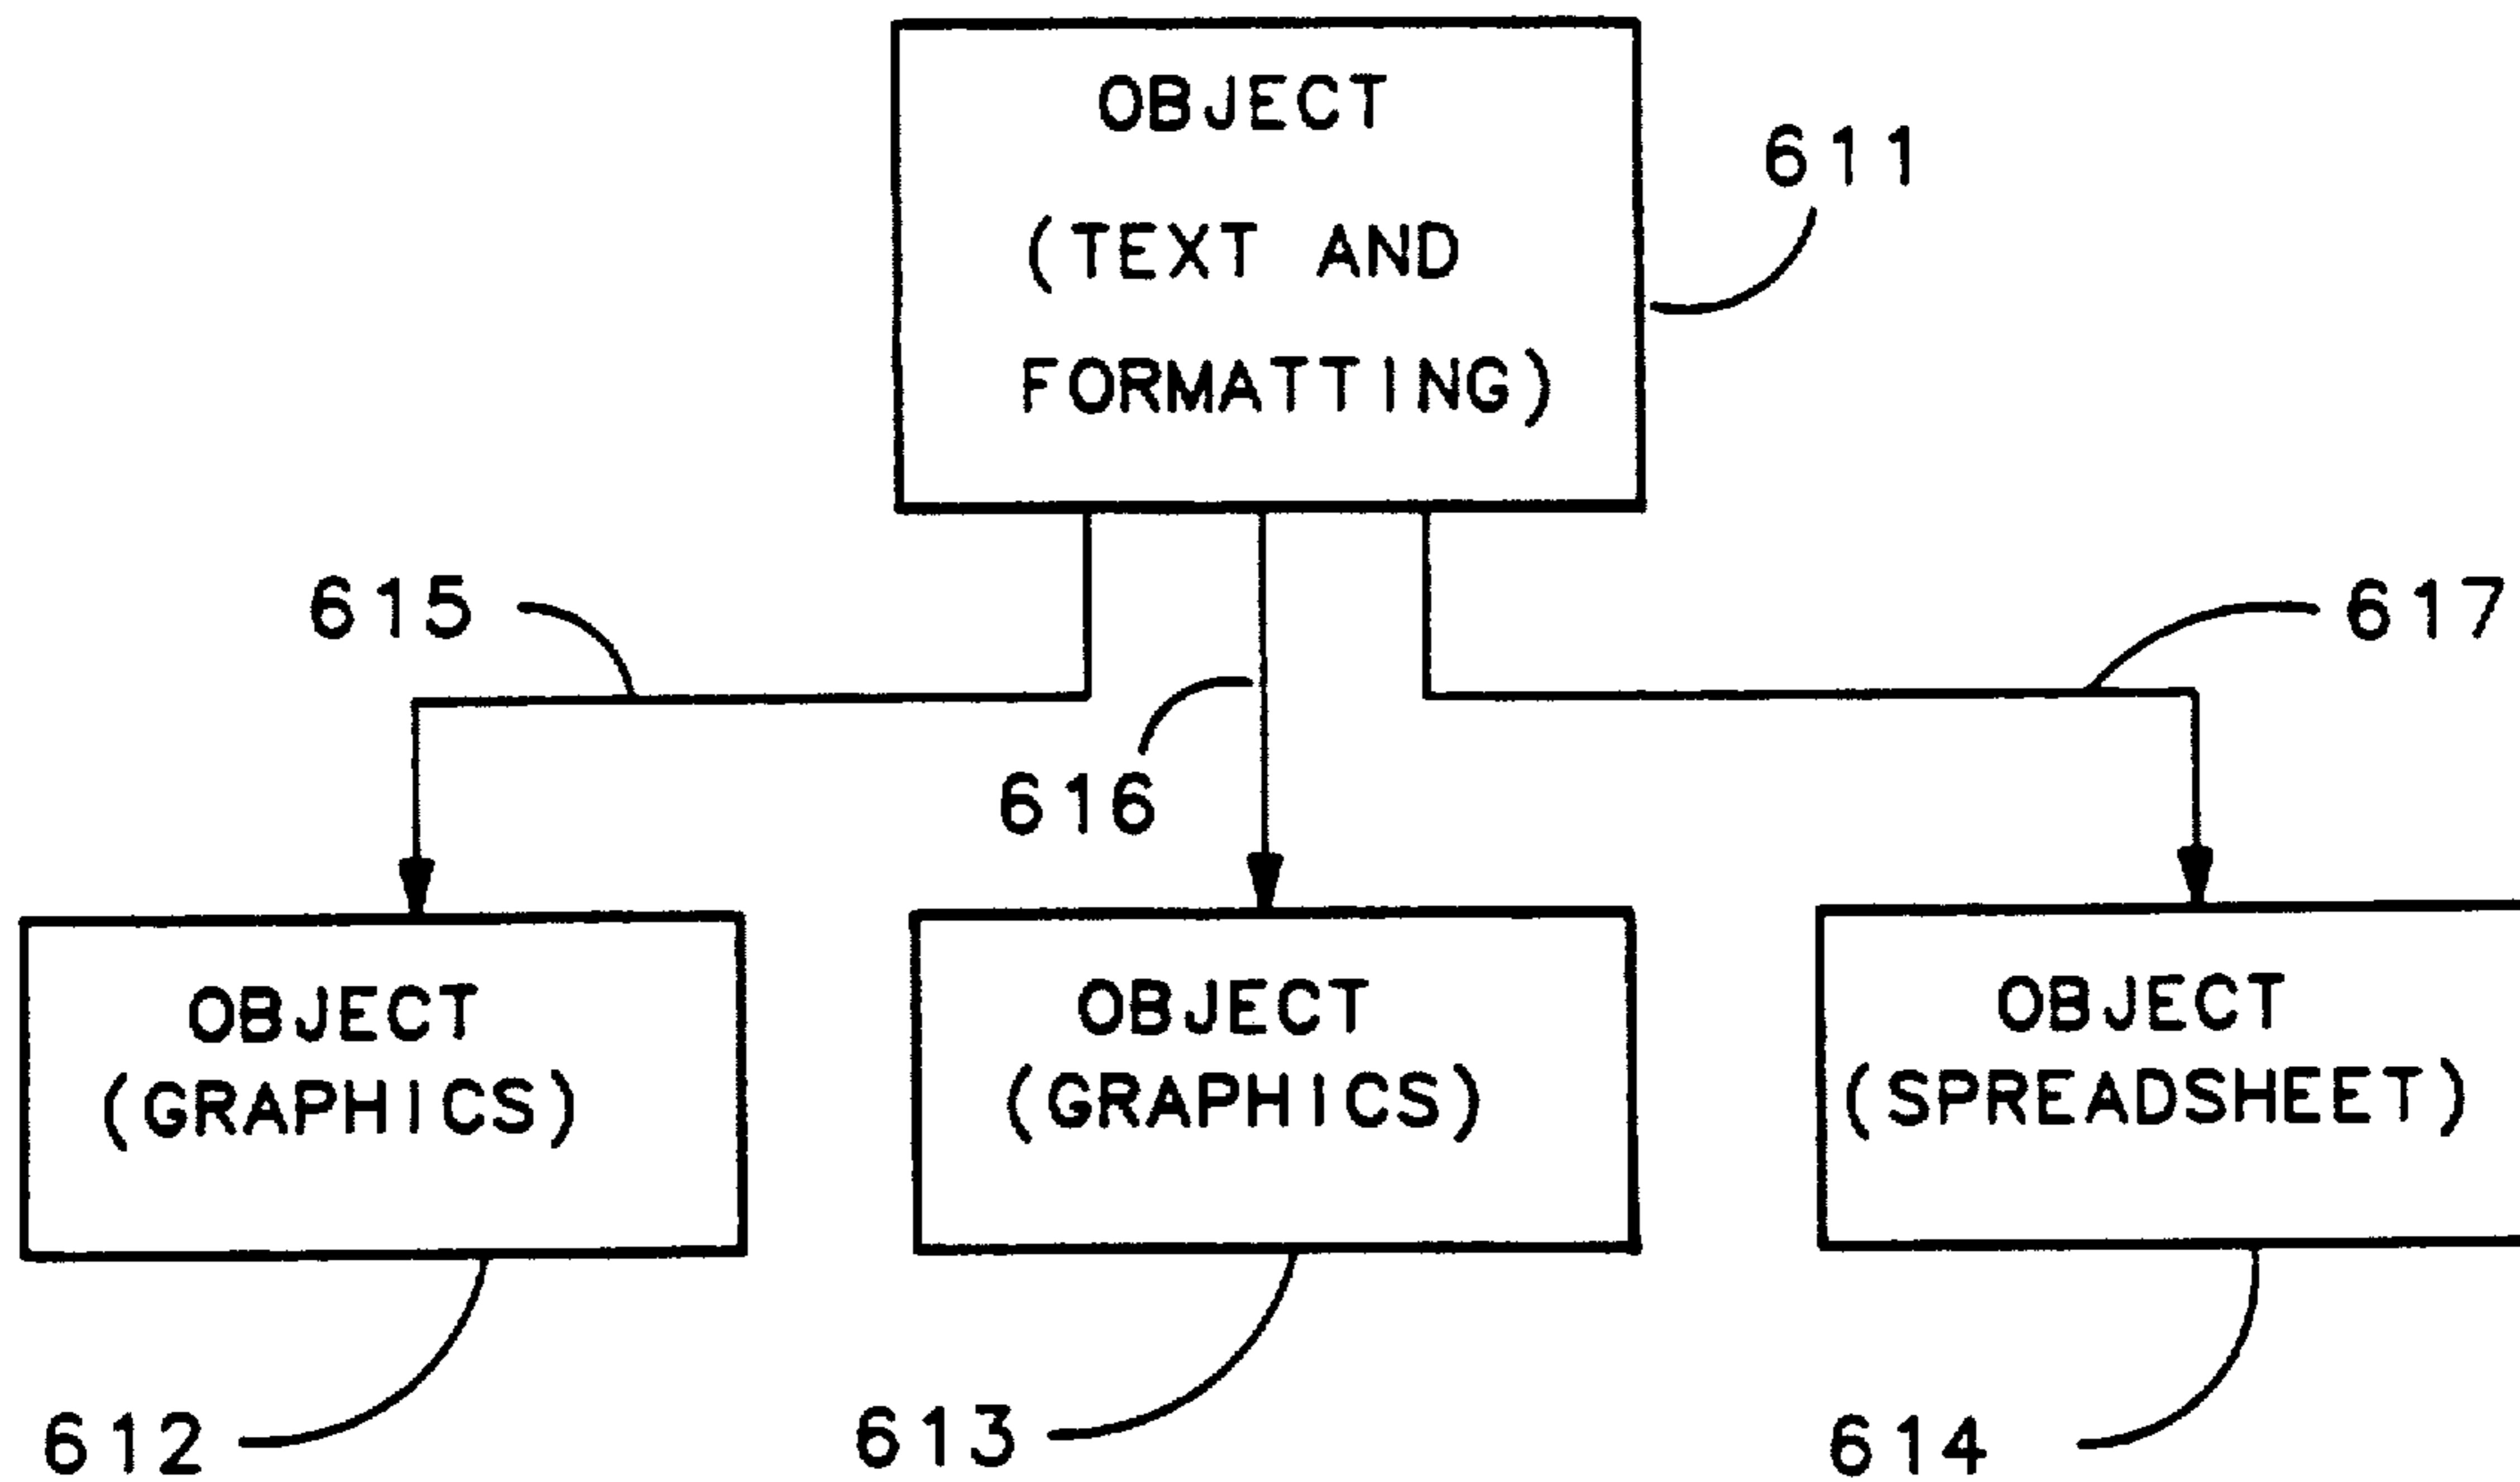 OBJECT
(TEXT AND
FORMATTING)
611
615
617
616
OBJECT
(GRAPHICS)
OBJECT
(GRAPHICS)
OBJECT
(SPREADSHEET)
612
613
614